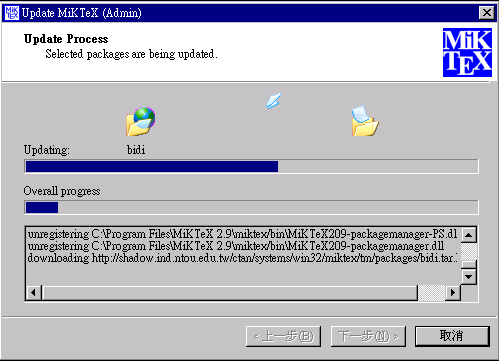 Update MiKTeX (Admin)
Update Process
Selected packages are being updated.
MiK
TEX
Updating: bidi
Overall progress
unregistering C:\Program Files\MiKTeX 2.9\miktex/bin\MiKTeX209-packagemanager-PS.dl
unregistering C:\Program Files\MiKTeX 2.9\miktex/bin\MiKTeX209-packagemanager.dll
downloading http://shadow.ind.ntou.edu.tw/ctan/systems/win32/miktex/tm/packages/bidi.tar.
<上一步(B) 下一步(N)> 取消